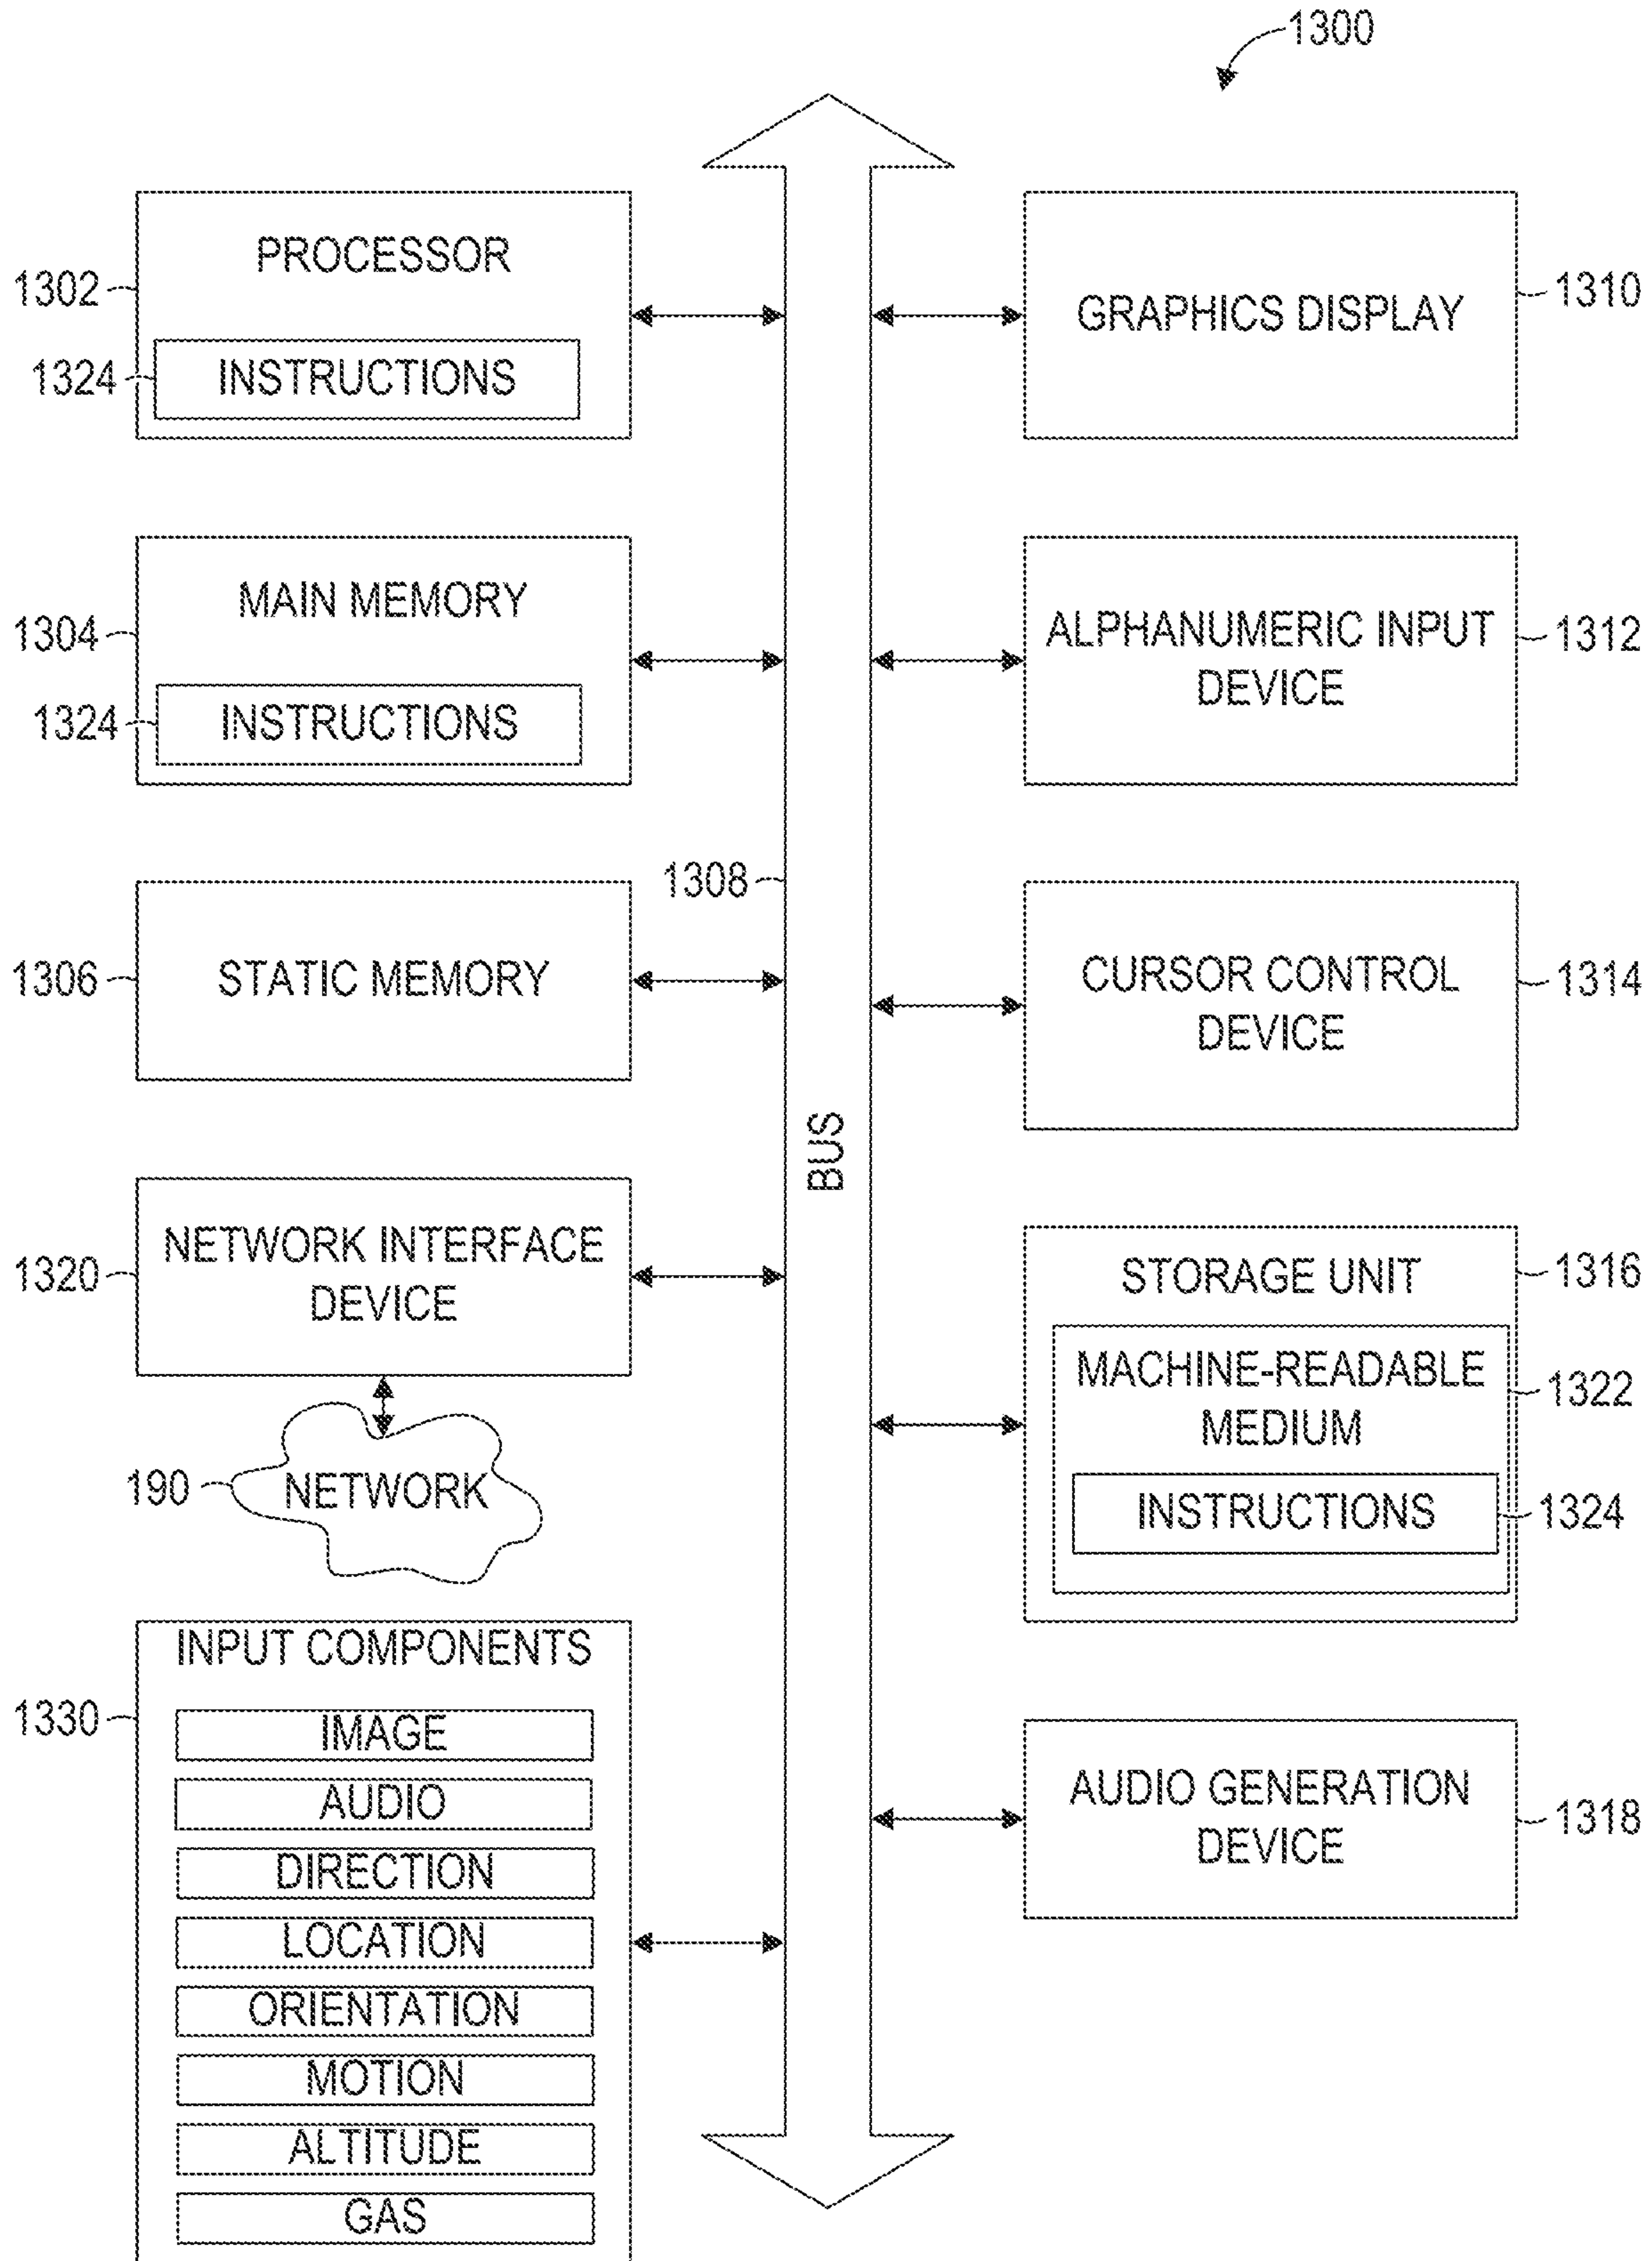 1300
PROCESSOR
1302
1324
INSTRUCTIONS
MAIN MEMORY
1304
1324
INSTRUCTIONS
1308
STATIC MEMORY
1306
NETWORK INTERFACE
DEVICE
1320
190
NETWORK
INPUT COMPONENTS
1330
IMAGE
AUDIO
DIRECTION
LOCATION
ORIENTATION
MOTION
ALTITUDE
GAS
BUS
GRAPHICS DISPLAY
1310
ALPHANUMERIC INPUT
DEVICE
1312
CURSOR CONTROL
DEVICE
1314
STORAGE UNIT
1316
MACHINE-READABLE
MEDIUM
1322
INSTRUCTIONS
1324
AUDIO GENERATION
DEVICE
1318